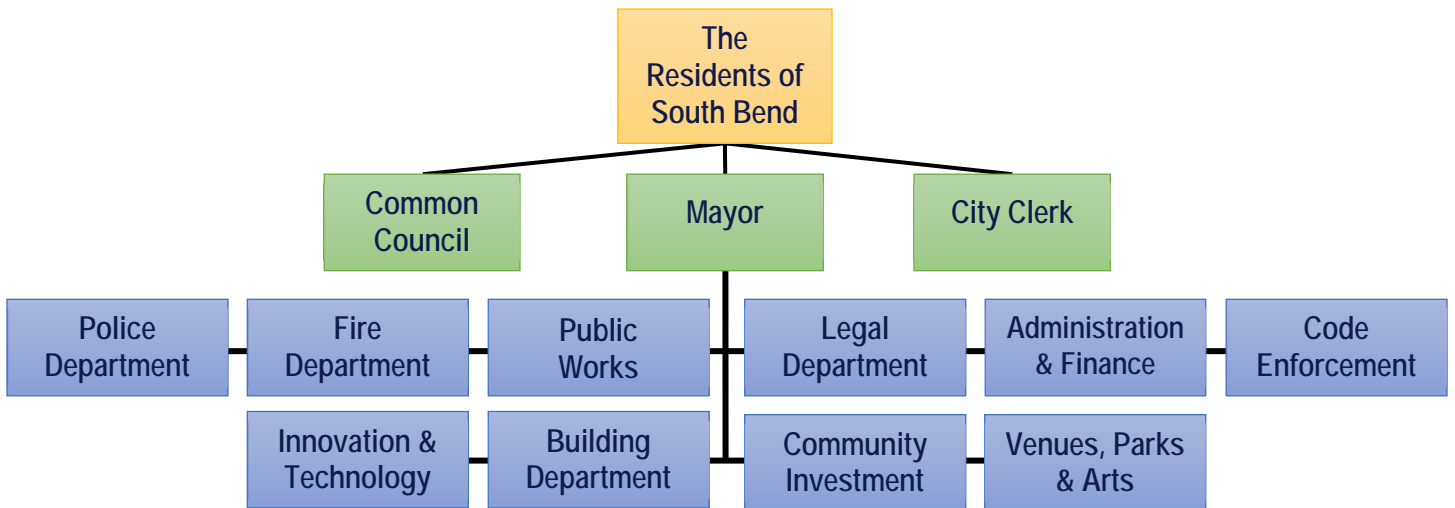 The
Residents of
South Bend
Common
Council
Mayor
City Clerk
Police
Department
Fire
Department
Public
Works
Legal
Department
Administration
& Finance
Code
Enforcement
Innovation &
Technology
Building
Department
Community
Investment
Venues, Parks
& Arts